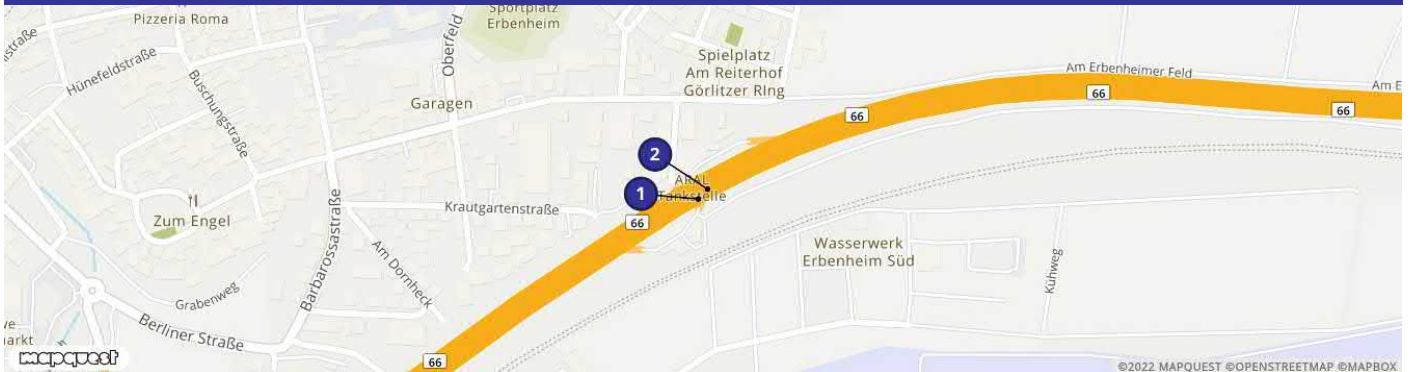 Pizzeria Roma
Sportplatz
Erbenheim
Hünefeldstraße
Buschungstraße
Oberfeld
Garagen
Spielplatz
Am Reiterhof
Görlitzer RIng
Am Erbenheimer Feld
Am E
66
66
66
2
1
ARAL
Tankstelle
66
Zum Engel
Krautgartenstraße
Am Domheck
Barbarossastraße
Grabenweg
Berliner Straße
Wasserwerk
Erbenheim Süd
Kühweg
66
mapquest
©2022 MAPQUEST ©OPENSTREETMAP ©MAPBOX